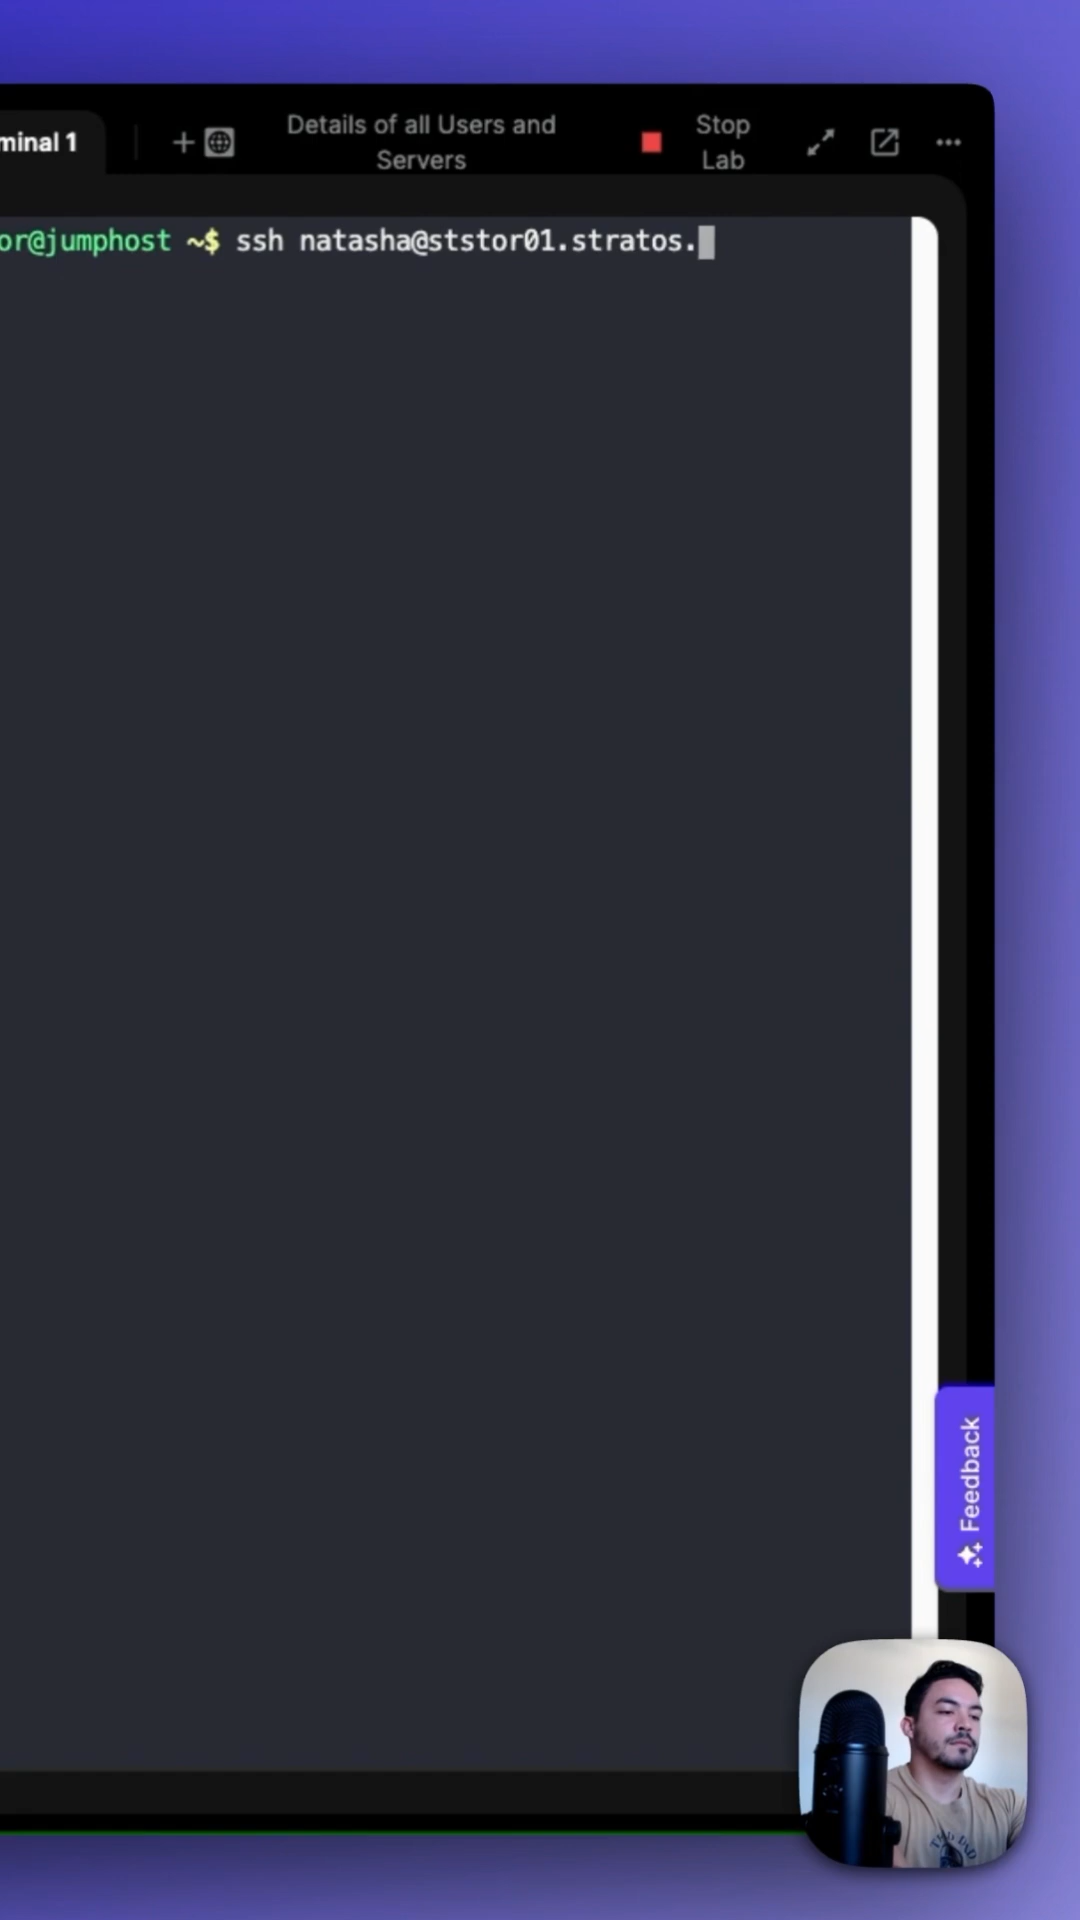 minal 1
Details of all Users and
Servers
Stop
Lab
or@jumphost ~$ ssh natasha@ststor01.stratos.
Feedback